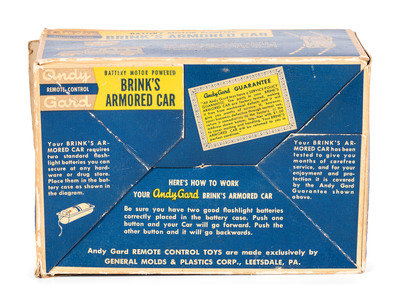 Andy
Gard
REMOTE CONTROL
BATTERY MOTOR POWERED
BRINK'S
ARMORED CAR
Andy Gard
GUARANTEE
Your BRINK'S AR-
MORED CAR requires
two standard flash-
light batteries you can
secure at any hard-
ware or drug store.
Place them in the bat-
tery case as shown in
the diagram.
Your BRINK'S AR-
MORED CAR has been
tested to give you
months of carefree
service, and for your
enjoyment and pro-
tection it is covered
by the Andy Gard
Guarantee shown
above.
HERE'S HOW TO WORK
YOUR Andy Gard BRINK'S ARMORED CAR
Be sure you have two good flashlight batteries
correctly placed in the battery case. Push one
button and your Car will go forward. Push the
other button and it will go backwards.
Andy Gard REMOTE CONTROL TOYS are made exclusively by
GENERAL MOLDS & PLASTICS CORP., LEETSDALE, PA.